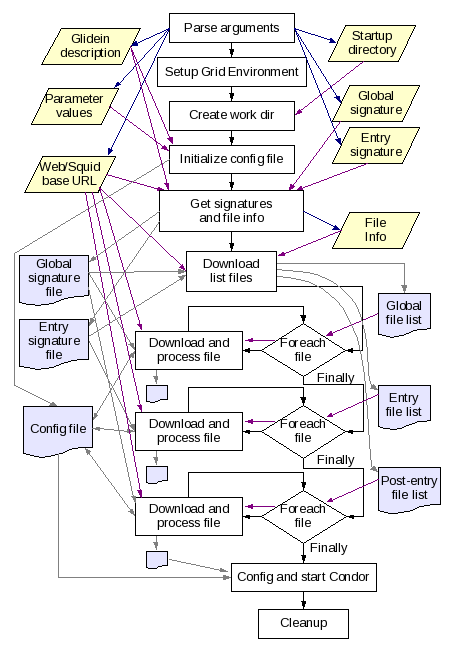 Parse arguments
Glidein
description
Startup
directory
Setup Grid Environment
Parameter
values
Global
signature
Create work dir
Entry
signature
Initialize config file
Web/Squid
base URL
Get signatures
and file info
File
Info
Global
signature
file
Download
list files
Global
file list
Entry
signature
file
Download and
process file
Foreach
file
Finally
Entry
file list
Config file
Download and
process file
Foreach
file
Finally
Post-entry
file list
Download and
process file
Foreach
file
Finally
Config and start Condor
Cleanup